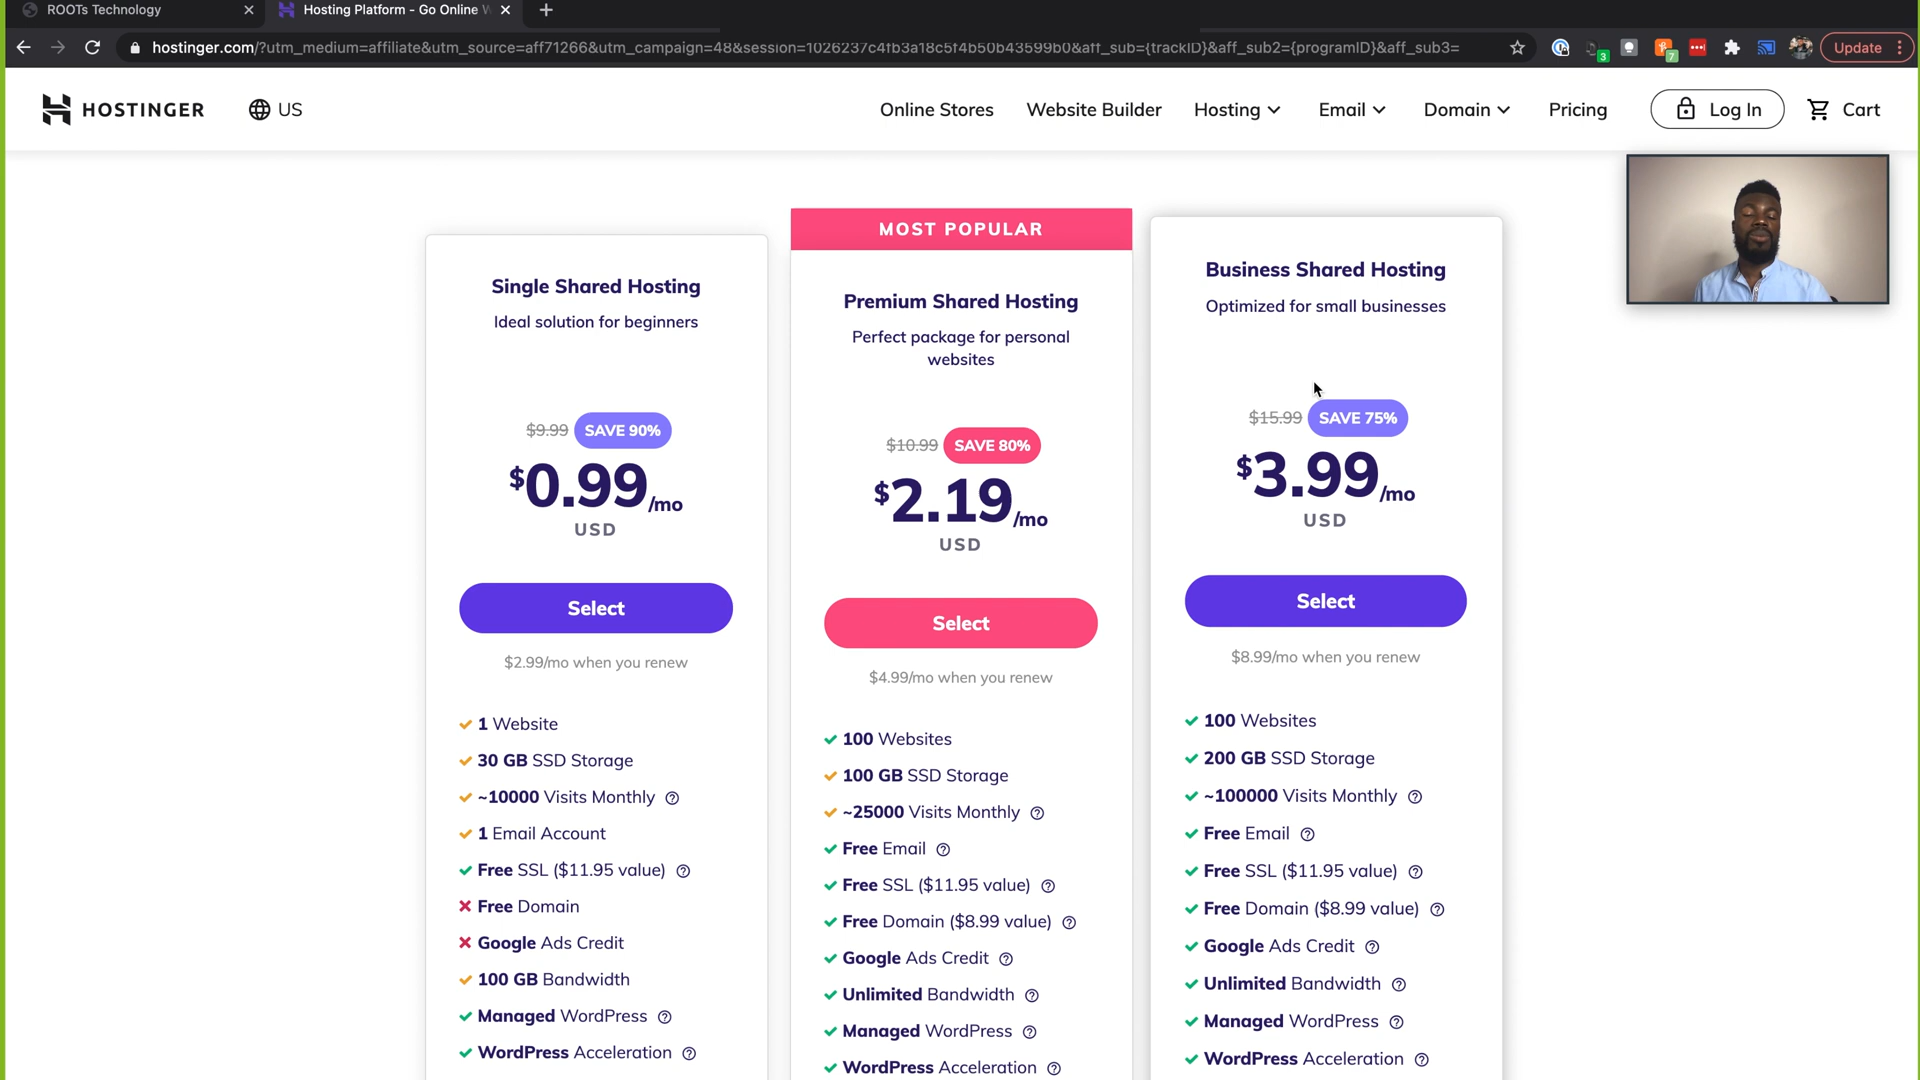 ROOTs Technology
Hosting Platform - Go Online W
hostinger.com/?utm_medium=affiliate&utm_source=aff71266&utm_campaign=48&session=1026237c4fb3a18c5f4b50b43599b0&aff_sub={trackID}&aff_sub2={programID}&aff_sub3=
3
7
Update
HOSTINGER
US
Online Stores
Website Builder
Hosting
Email
Domain
Pricing
Log In
Cart
Single Shared Hosting
Ideal solution for beginners
$9.99 SAVE 90%
$0.99/mo
USD
Select
$2.99/mo when you renew
1 Website
30 GB SSD Storage
~10000 Visits Monthly
1 Email Account
Free SSL ($11.95 value)
Free Domain
Google Ads Credit
100 GB Bandwidth
Managed WordPress
WordPress Acceleration
MOST POPULAR
Premium Shared Hosting
Perfect package for personal
websites
$10.99 SAVE 80%
$2.19/mo
USD
Select
$4.99/mo when you renew
100 Websites
100 GB SSD Storage
~25000 Visits Monthly
Free Email
Free SSL ($11.95 value)
Free Domain ($8.99 value)
Google Ads Credit
Unlimited Bandwidth
Managed WordPress
WordPress Acceleration
Business Shared Hosting
Optimized for small businesses
$15.99 SAVE 75%
$3.99/mo
USD
Select
$8.99/mo when you renew
100 Websites
200 GB SSD Storage
~100000 Visits Monthly
Free Email
Free SSL ($11.95 value)
Free Domain ($8.99 value)
Google Ads Credit
Unlimited Bandwidth
Managed WordPress
WordPress Acceleration